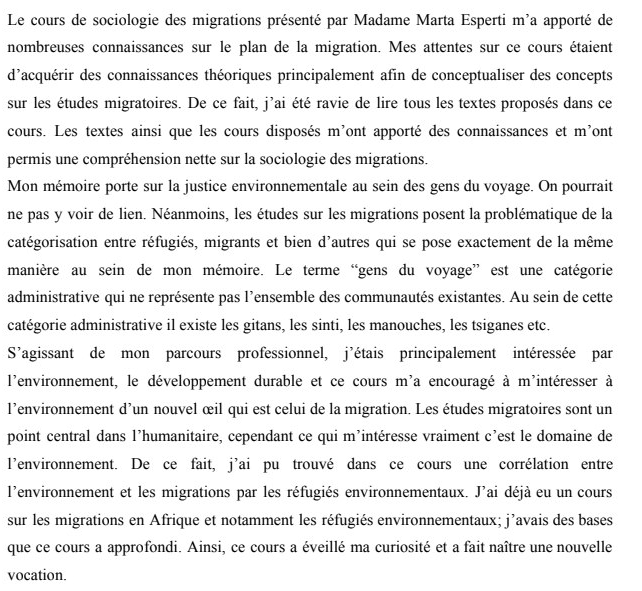 Le cours de sociologie des migrations présenté par Madame Marta Esperti m’a apporté de
nombreuses connaissances sur le plan de la migration. Mes attentes sur ce cours étaient
d’acquérir des connaissances théoriques principalement afin de conceptualiser des concepts
sur les études migratoires. De ce fait, j’ai été ravie de lire tous les textes proposés dans ce
cours. Les textes ainsi que les cours disposés m’ont apporté des connaissances et m’ont
permis une compréhension nette sur la sociologie des migrations.
Mon mémoire porte sur la justice environnementale au sein des gens du voyage. On pourrait
ne pas y voir de lien. Néanmoins, les études sur les migrations posent la problématique de la
catégorisation entre réfugiés, migrants et bien d’autres qui se pose exactement de la même
manière au sein de mon mémoire. Le terme “gens du voyage” est une catégorie
administrative qui ne représente pas l’ensemble des communautés existantes. Au sein de cette
catégorie administrative il existe les gitans, les sinti, les manouches, les tsiganes etc.
S’agissant de mon parcours professionnel, j’étais principalement intéressée par
l’environnement, le développement durable et ce cours m’a encouragé à m’intéresser à
l’environnement d’un nouvel œil qui est celui de la migration. Les études migratoires sont un
point central dans l’humanitaire, cependant ce qui m’intéresse vraiment c’est le domaine de
l’environnement. De ce fait, j’ai pu trouvé dans ce cours une corrélation entre
l’environnement et les migrations par les réfugiés environnementaux. J’ai déjà eu un cours
sur les migrations en Afrique et notamment les réfugiés environnementaux; j’avais des bases
que ce cours a approfondi. Ainsi, ce cours a éveillé ma curiosité et a fait naître une nouvelle
vocation.